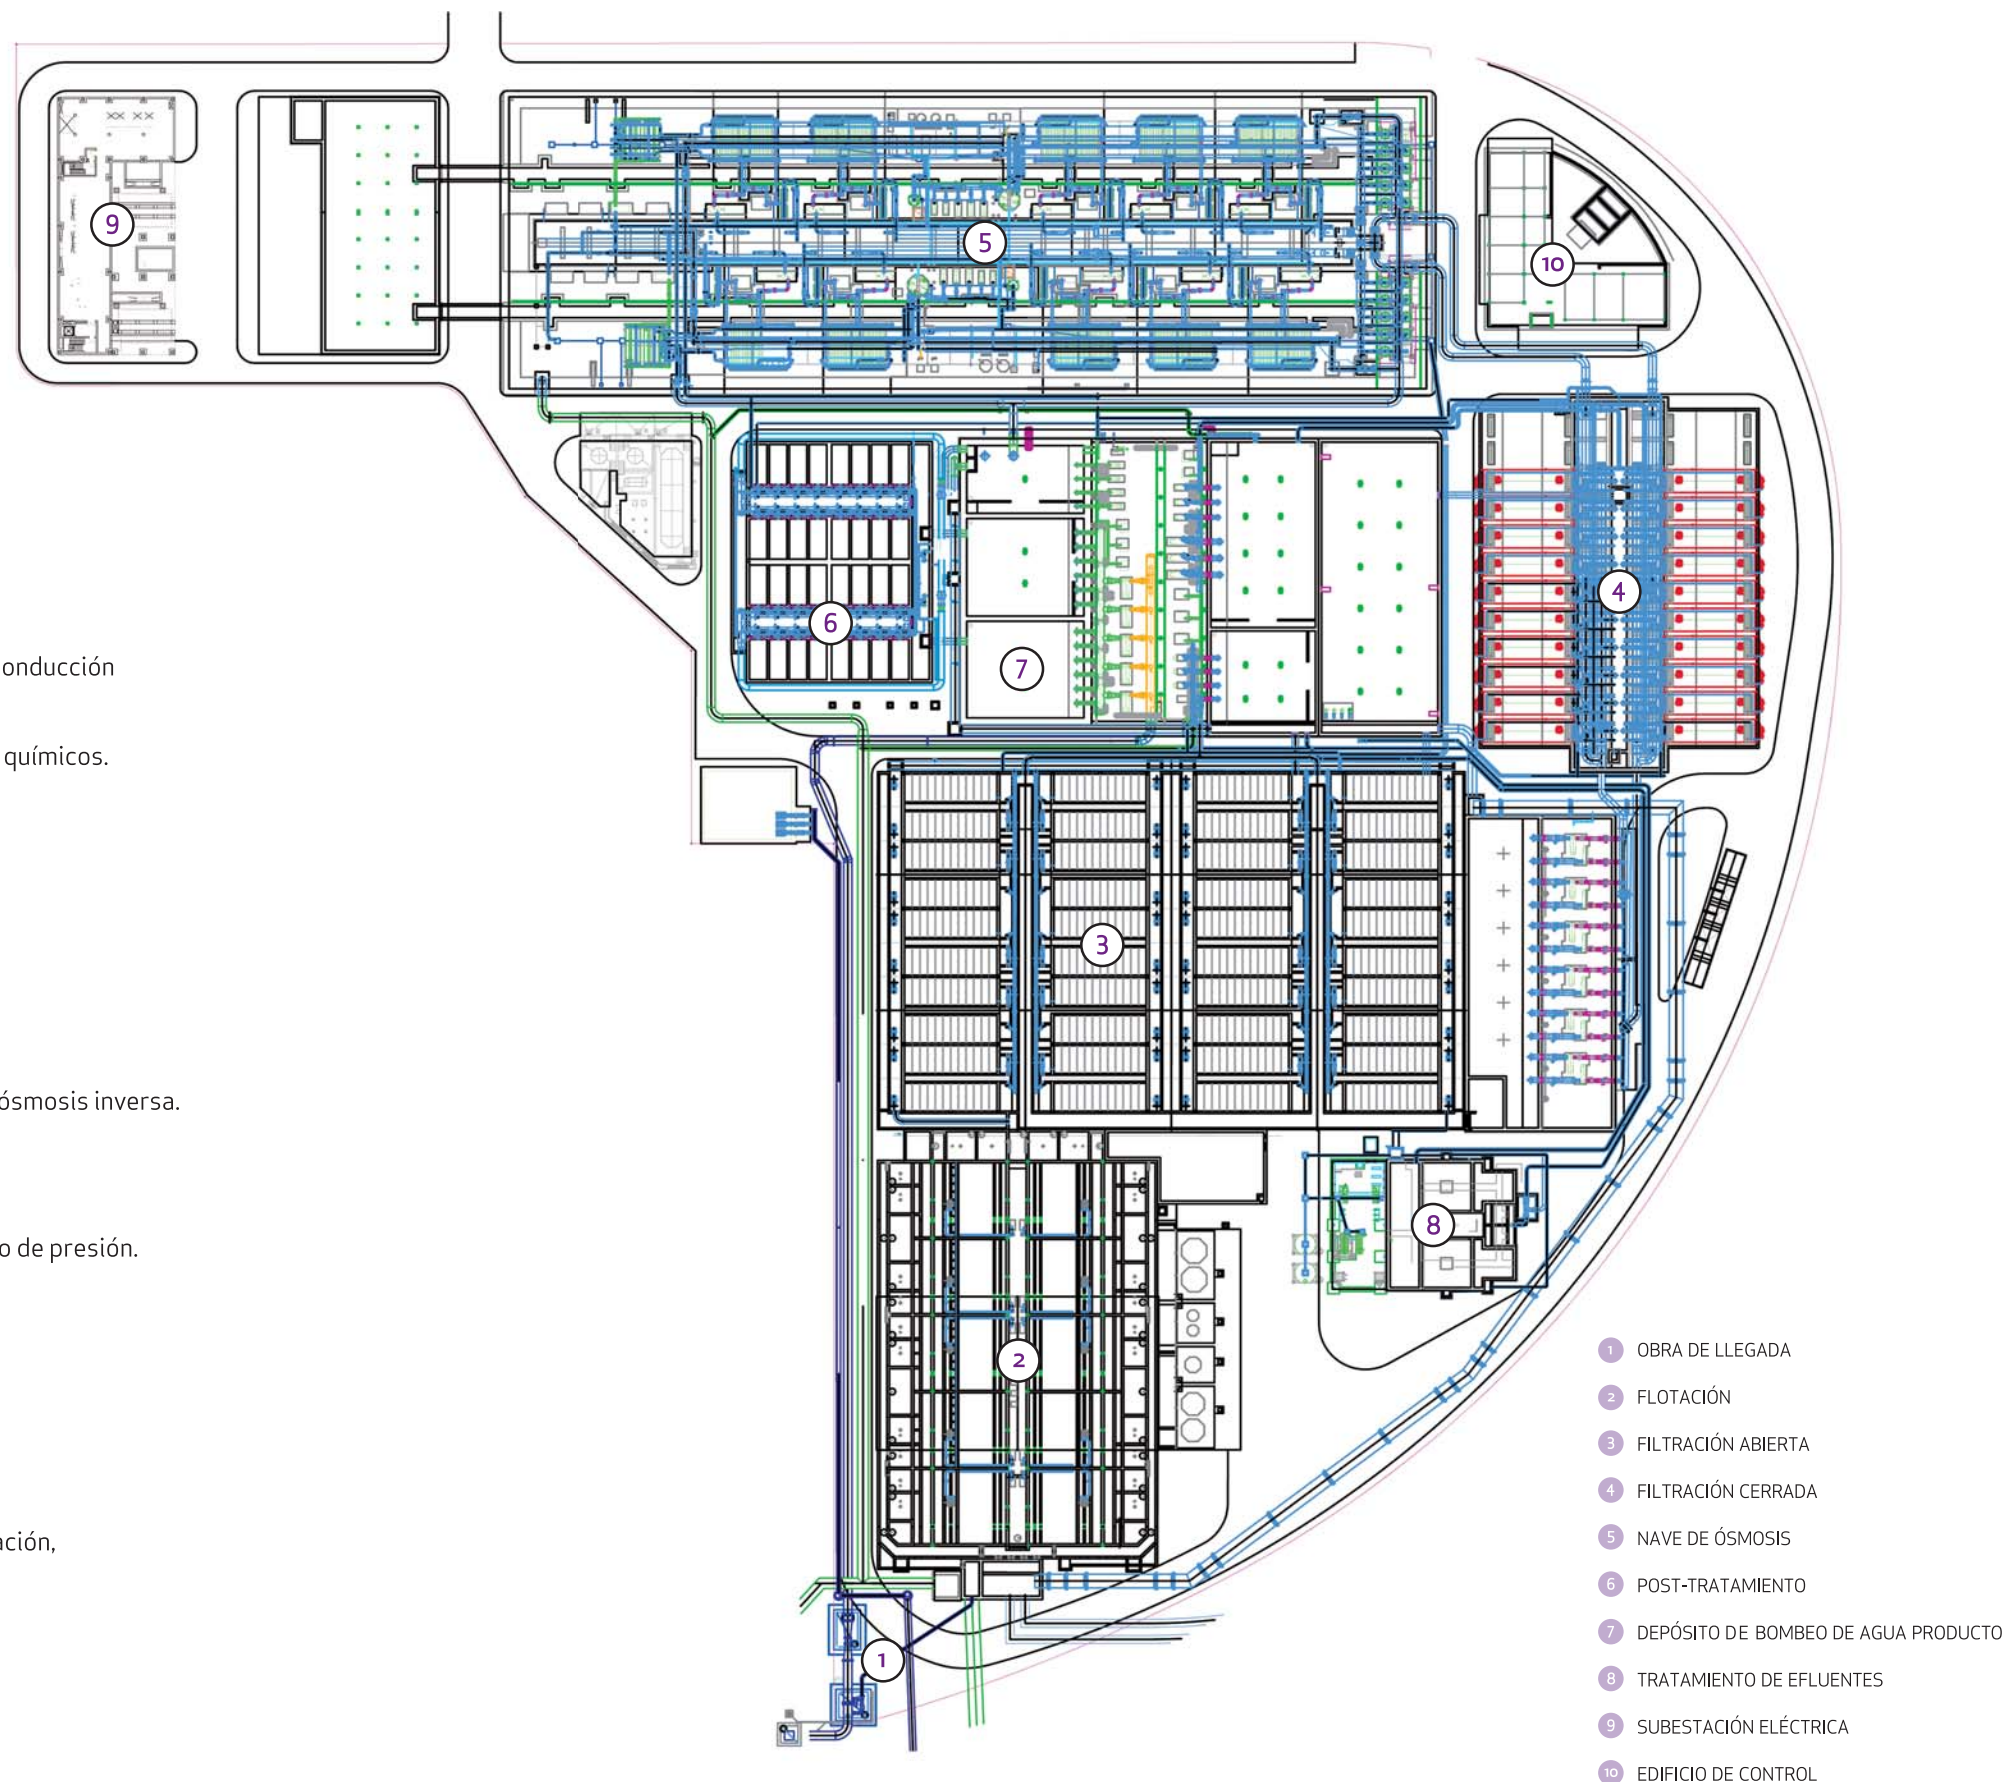 9
5
10
4
6
7
onducción
químicos.
3
ósmosis inversa.
8
o de presión.
2
ación,
1
1 OBRA DE LLEGADA
2 FLOTACIÓN
3 FILTRACIÓN ABIERTA
4 FILTRACIÓN CERRADA
5 NAVE DE ÓSMOSIS
6 POST-TRATAMIENTO
7 DEPÓSITO DE BOMBEO DE AGUA PRODUCTO
8 TRATAMIENTO DE EFLUENTES
9 SUBESTACIÓN ELÉCTRICA
10 EDIFICIO DE CONTROL